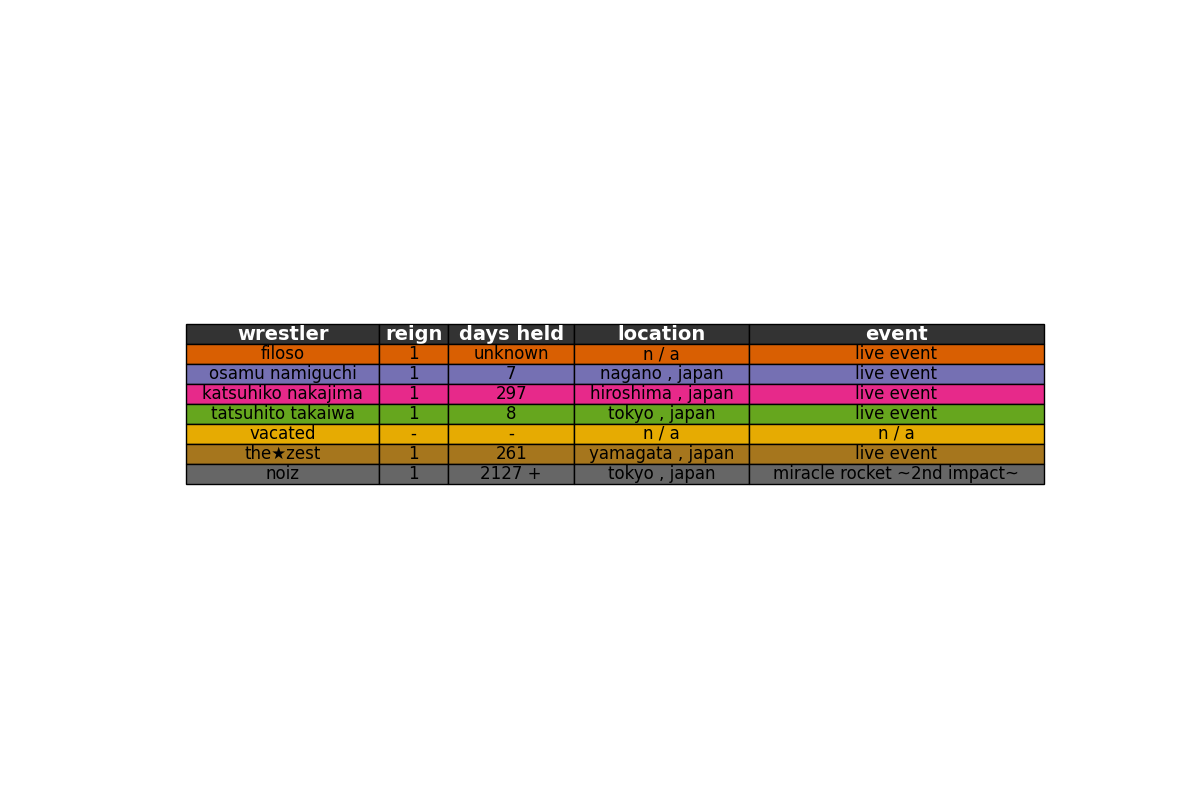 wrestler reign days held location event
filoso 1 unknown n / a live event
osamu namiguchi 1 7 nagano , japan live event
katsuhiko nakajima 1 297 hiroshima , japan live event
tatsuhito takaiwa 1 8 tokyo , japan live event
vacated - - n / a n / a
the★zest 1 261 yamagata , japan live event
noiz 1 2127 + tokyo , japan miracle rocket ~2nd impact~